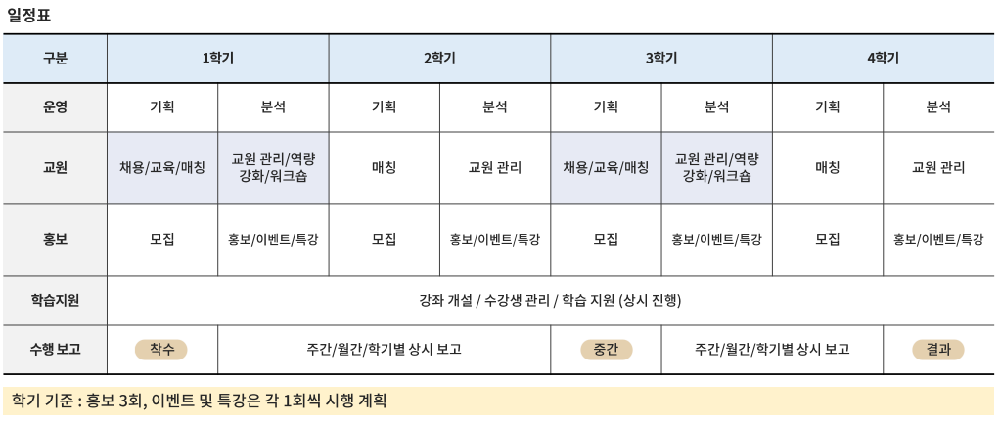 일정표
구분 1학기 2학기 3학기 4학기
운영 기획 분석 기획 분석 기획 분석 기획 분석
교원 채용/교육/매칭 교원 관리/역량 강화/워크숍 매칭 교원 관리 채용/교육/매칭 교원 관리/역량 강화/워크숍 매칭 교원 관리
홍보 모집 홍보/이벤트/특강 모집 홍보/이벤트/특강 모집 홍보/이벤트/특강 모집 홍보/이벤트/특강
학습지원 강좌 개설 / 수강생 관리 / 학습 지원 (상시 진행)
수행 보고 착수 주간/월간/학기별 상시 보고 중간 주간/월간/학기별 상시 보고 결과
학기 기준 : 홍보 3회, 이벤트 및 특강은 각 1회씩 시행 계획